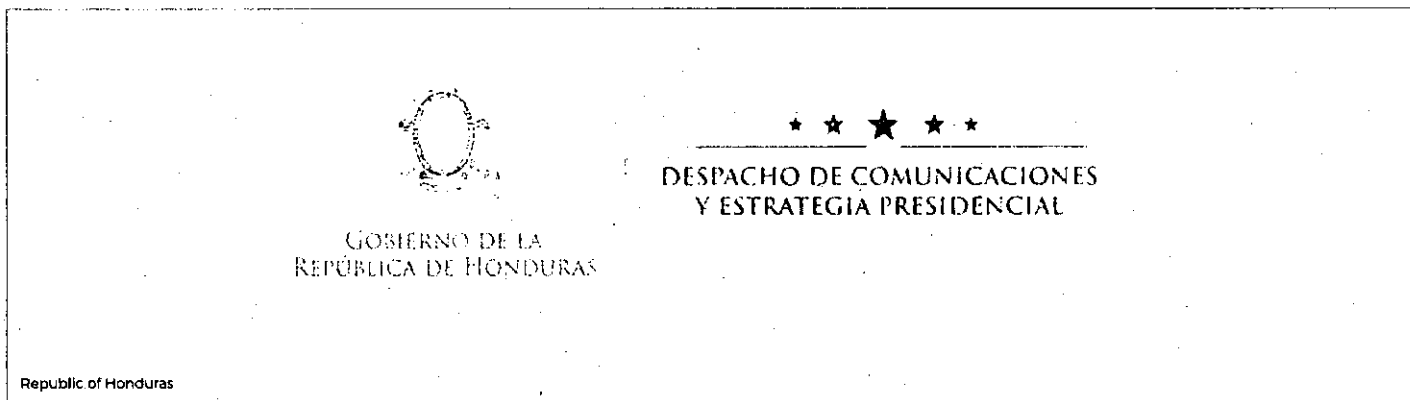 GOBIERNO DE LA
REPÚBLICA DE HONDURAS
DESPACHO DE COMUNICACIONES
Y ESTRATEGIA PRESIDENCIAL
Republic of Honduras